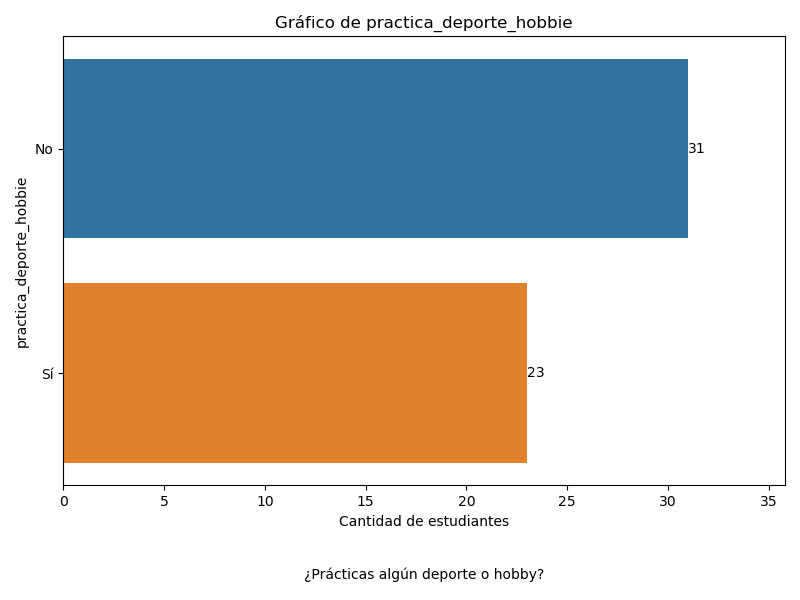 Gráfico de practica_deporte_hobbie
practica_deporte_hobbie
No
31
Sí
23
0 5 10 15 20 25 30 35
Cantidad de estudiantes
¿Prácticas algún deporte o hobby?